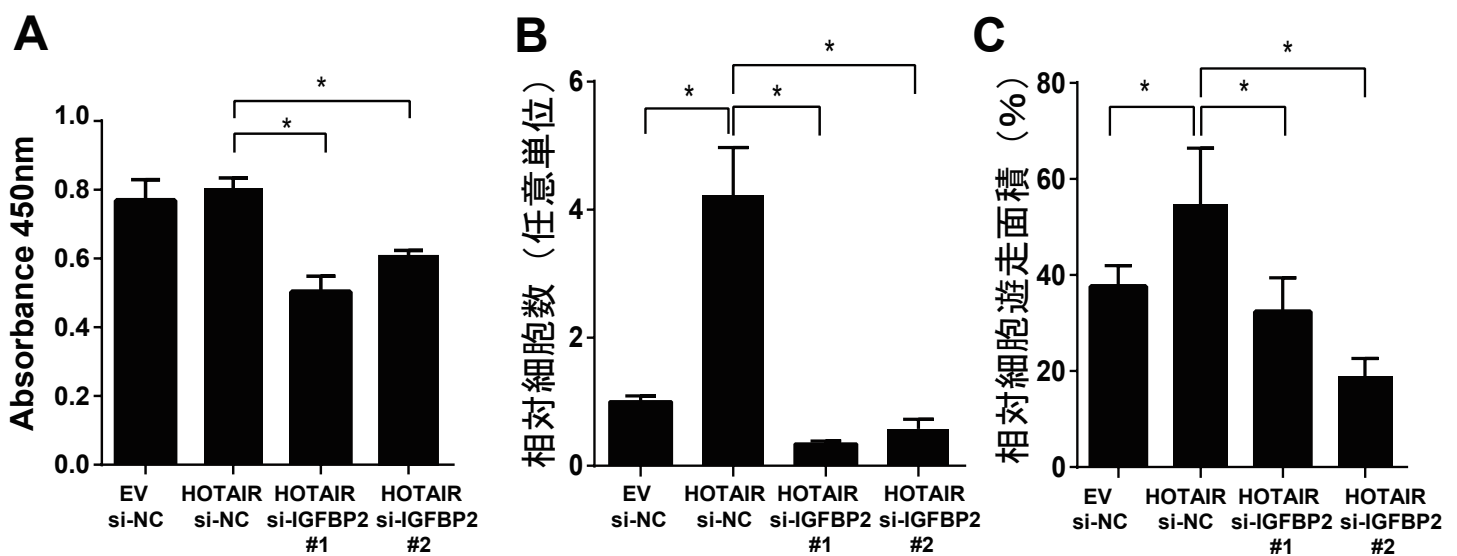 A
Absorbance 450nm
1.0
0.8
0.6
0.4
0.2
0.0
*
*
EV
si-NC
HOTAIR
si-NC
HOTAIR
si-IGFBP2
#1
HOTAIR
si-IGFBP2
#2
B
相対細胞数（任意単位）
6
4
2
0
*
*
*
EV
si-NC
HOTAIR
si-NC
HOTAIR
si-IGFBP2
#1
HOTAIR
si-IGFBP2
#2
C
相対細胞遊走面積（%）
80
60
40
20
0
*
*
*
EV
si-NC
HOTAIR
si-NC
HOTAIR
si-IGFBP2
#1
HOTAIR
si-IGFBP2
#2